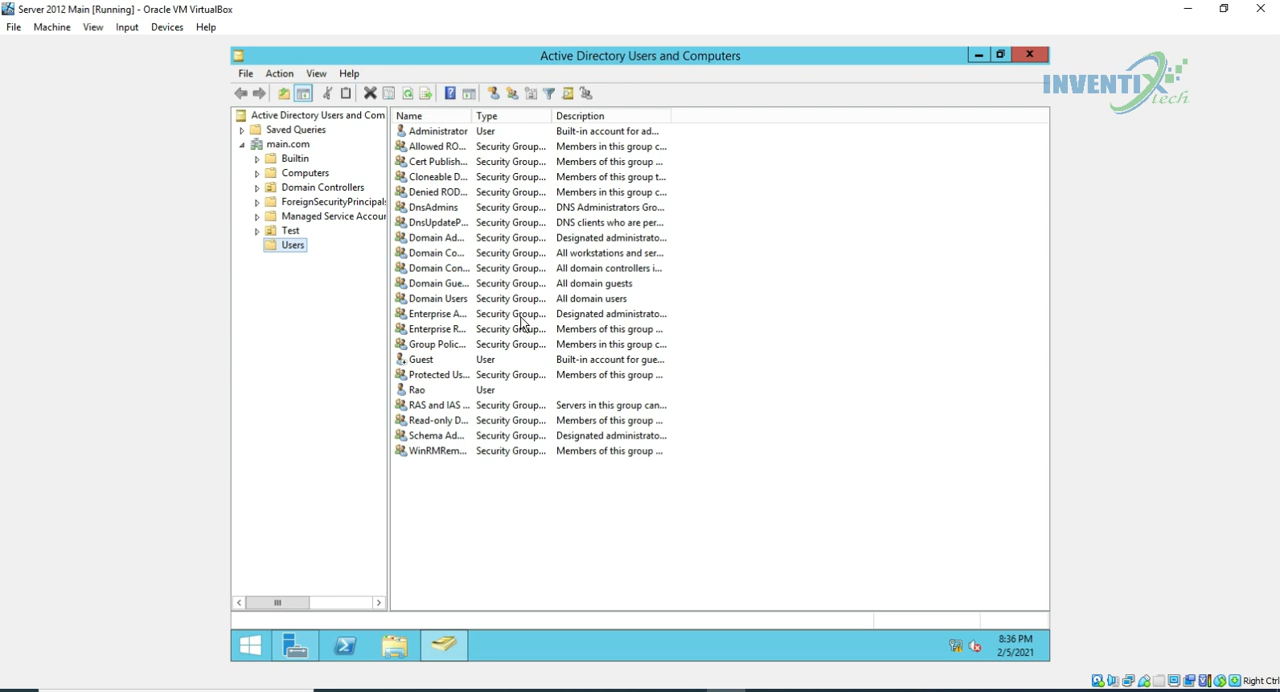 Server 2012 Main [Running] - Oracle VM VirtualBox
File Machine View Input Devices Help
Active Directory Users and Computers
INVENTIX tech
File Action View Help
Active Directory Users and Com
Saved Queries
main.com
Builtin
Computers
Domain Controllers
ForeignSecurityPrincipals
Managed Service Accour
Test
Users
Name Type Description
Administrator User Built-in account for ad...
Allowed RO... Security Group... Members in this group c...
Cert Publish... Security Group... Members of this group ...
Cloneable D... Security Group... Members of this group t...
Denied ROD... Security Group... Members in this group c...
DnsAdmins Security Group... DNS Administrators Gro...
DnsUpdateP... Security Group... DNS clients who are per...
Domain Ad... Security Group... Designated administrato...
Domain Co... Security Group... All workstations and ser...
Domain Con... Security Group... All domain controllers i...
Domain Gue... Security Group... All domain guests
Domain Users Security Group... All domain users
Enterprise A... Security Group... Designated administrato...
Enterprise R... Security Group... Members of this group ...
Group Polic... Security Group... Members in this group c...
Guest User Built-in account for gue...
Protected Us... Security Group... Members of this group ...
Rao User
RAS and IAS ... Security Group... Servers in this group can...
Read-only D... Security Group... Members of this group ...
Schema Ad... Security Group... Designated administrato...
WinRMRem... Security Group... Members of this group ...
8:36 PM
2/5/2021
Right Ctrl